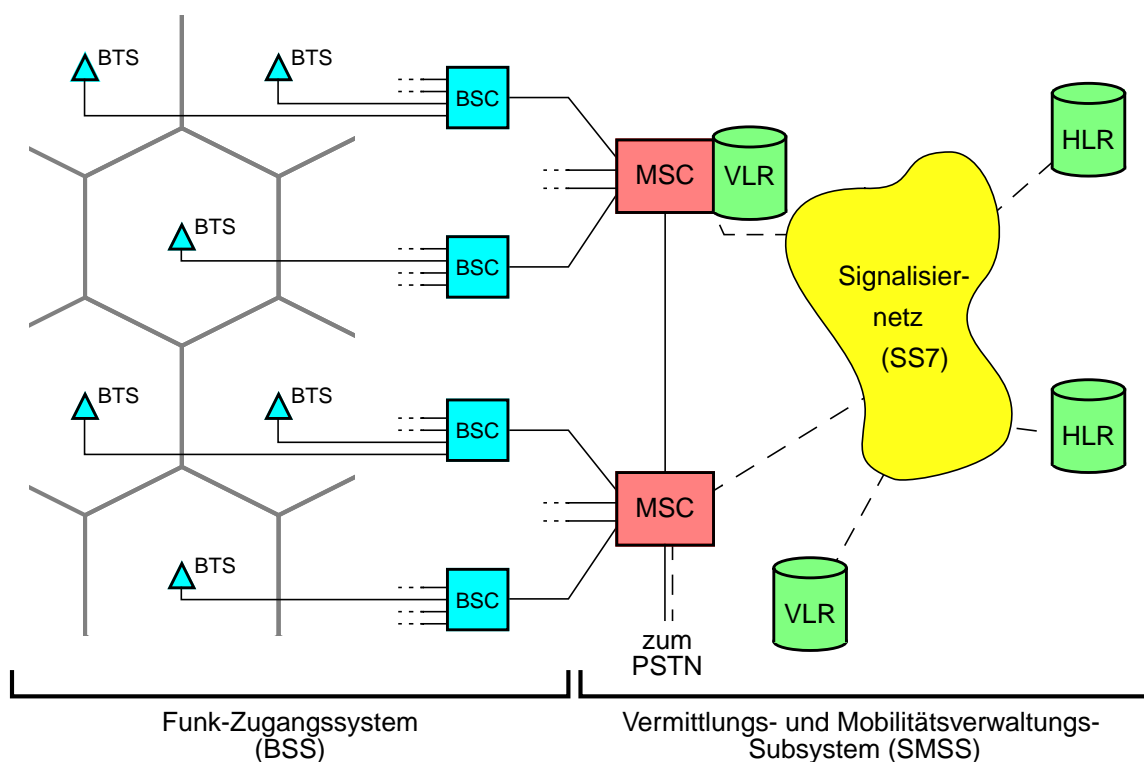 BTS
BTS
BSC
HLR
MSC
VLR
BTS
BSC
Signalisier-
netz
(SS7)
BTS
BTS
BSC
HLR
MSC
BTS
BSC
VLR
zum
PSTN
Funk-Zugangssystem
(BSS)
Vermittlungs- und Mobilitätsverwaltungs-
Subsystem (SMSS)